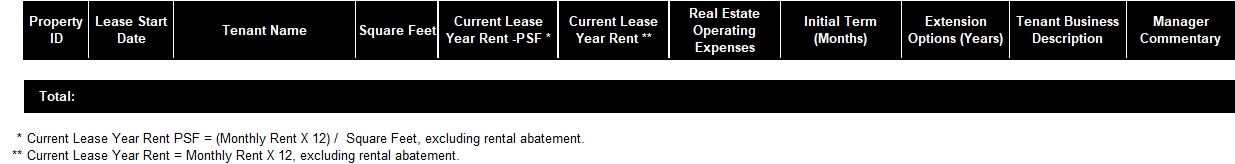 Property ID
Lease Start Date
Tenant Name
Square Feet
Current Lease Year Rent -PSF *
Current Lease Year Rent **
Real Estate Operating Expenses
Initial Term (Months)
Extension Options (Years)
Tenant Business Description
Manager Commentary
Total:
* Current Lease Year Rent PSF = (Monthly Rent X 12) / Square Feet, excluding rental abatement.
** Current Lease Year Rent = Monthly Rent X 12, excluding rental abatement.